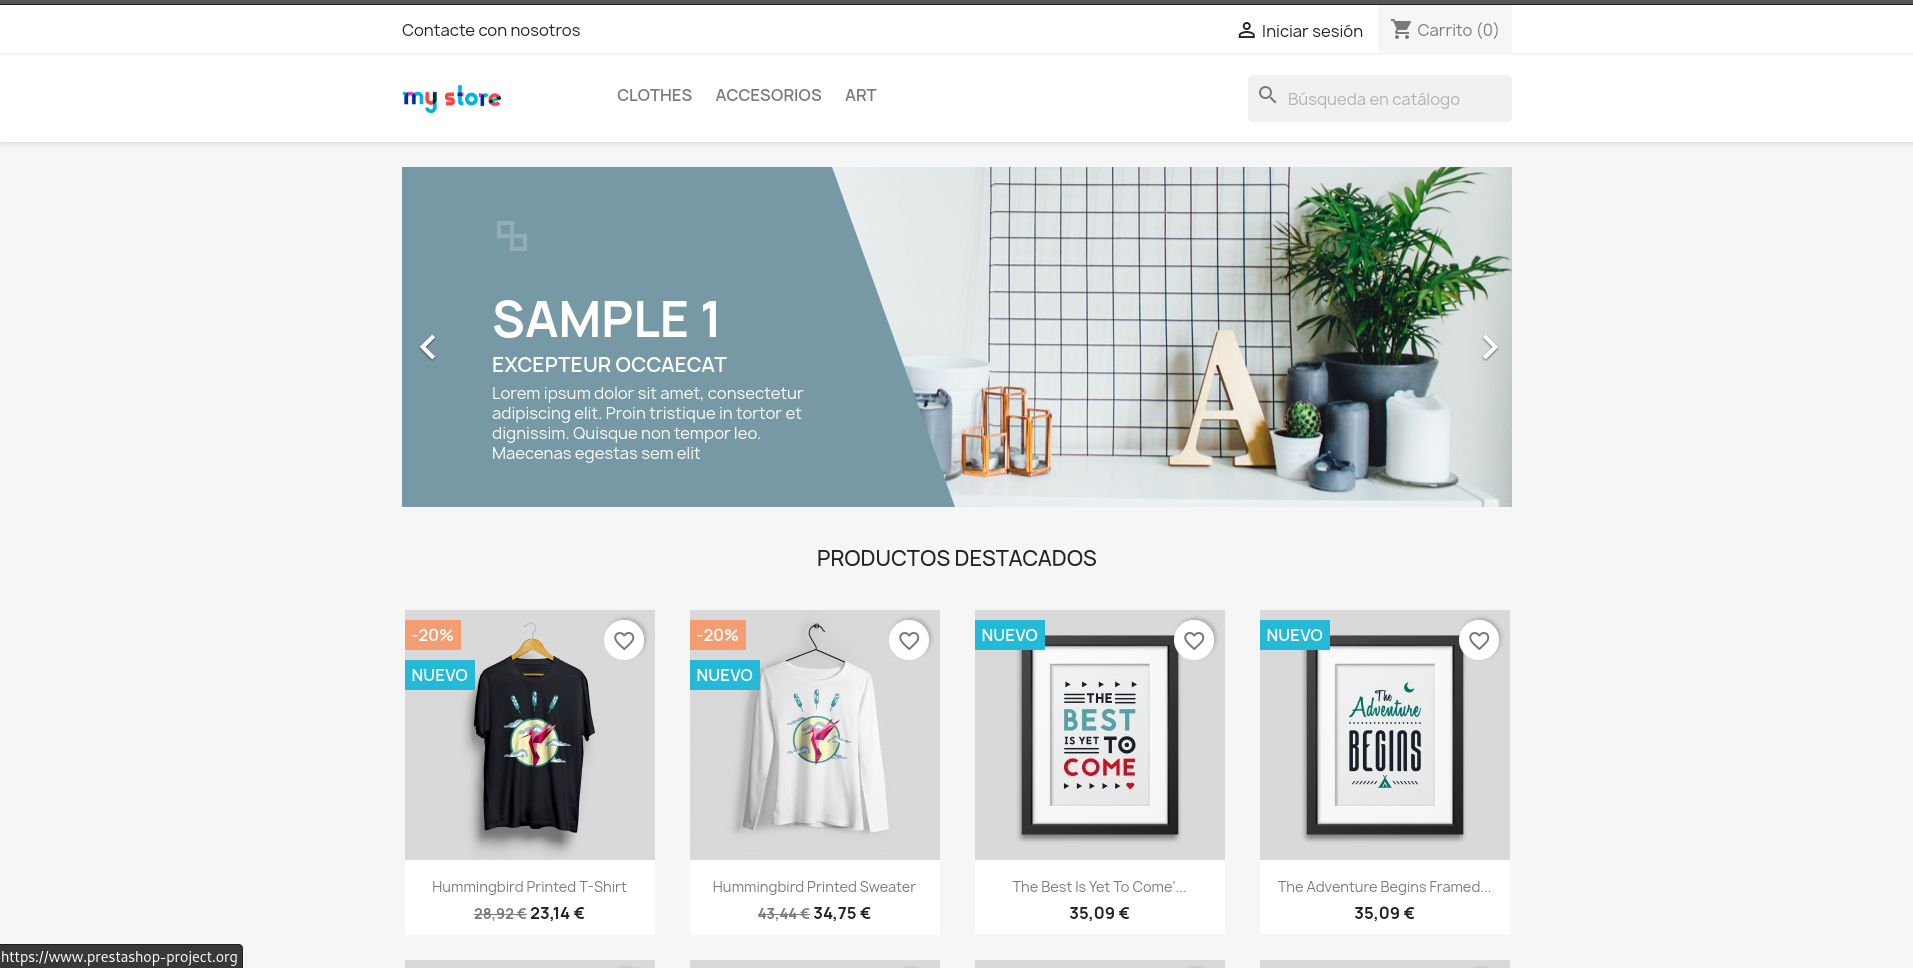 Contacte con nosotros
Iniciar sesión
Carrito (0)
my store
CLOTHES
ACCESORIOS
ART
Búsqueda en catálogo
SAMPLE 1
EXCEPTEUR OCCAECAT
Lorem ipsum dolor sit amet, consectetur
adipiscing elit. Proin tristique in tortor et
dignissim. Quisque non tempor leo.
Maecenas egestas sem elit
A
PRODUCTOS DESTACADOS
-20%
NUEVO
Hummingbird Printed T-Shirt
28,92 € 23,14 €
-20%
NUEVO
Hummingbird Printed Sweater
43,44 € 34,75 €
NUEVO
THE
BEST
IS YET TO
COME
The Best Is Yet To Come'...
35,09 €
NUEVO
The
Adventure
BEGINS
The Adventure Begins Framed...
35,09 €
https://www.prestashop-project.org